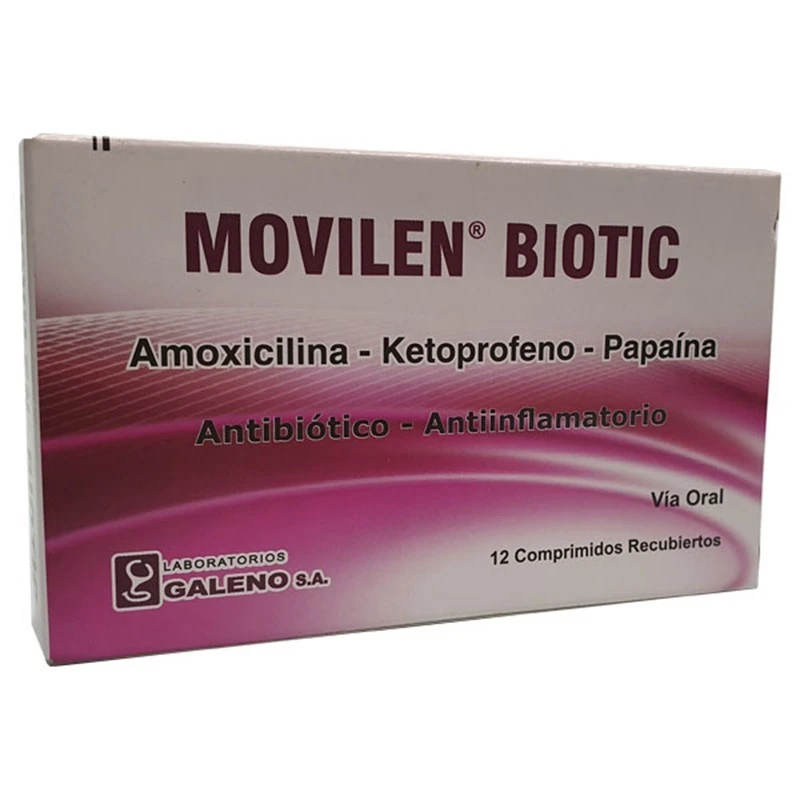 MOVILEN® BIOTIC
Amoxicilina - Ketoprofeno - Papaína
Antibiótico - Antiinflamatorio
Vía Oral
12 Comprimidos Recubiertos
LABORATORIOS
GALENO S.A.